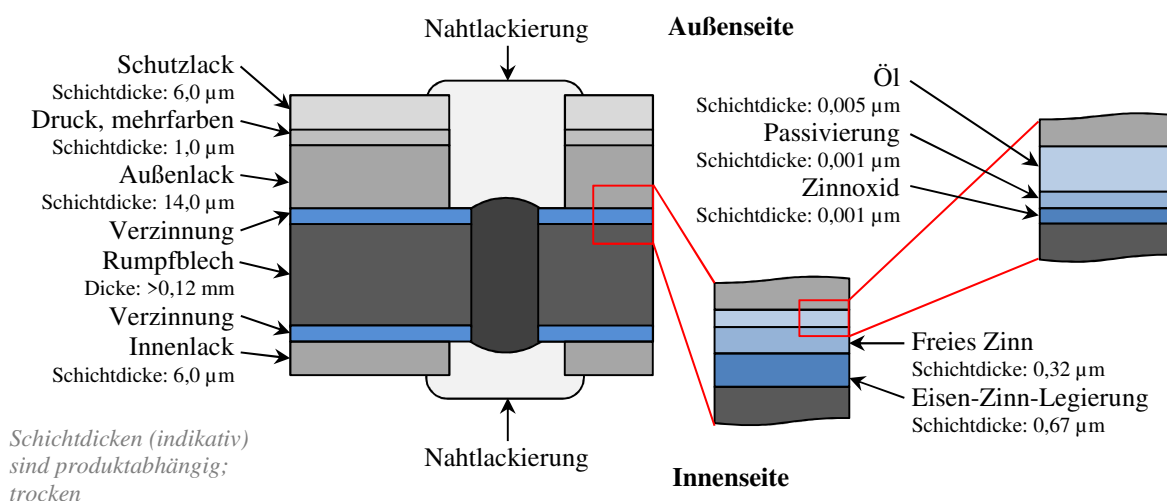 Nahtlackierung
Außenseite
Schutzlack
Schichtdicke: 6,0 µm
Druck, mehrfarben
Schichtdicke: 1,0 µm
Außenlack
Schichtdicke: 14,0 µm
Verzinnung
Rumpfblech
Dicke: >0,12 mm
Verzinnung
Innenlack
Schichtdicke: 6,0 µm
Öl
Schichtdicke: 0,005 µm
Passivierung
Schichtdicke: 0,001 µm
Zinnoxid
Schichtdicke: 0,001 µm
Freies Zinn
Schichtdicke: 0,32 µm
Eisen-Zinn-Legierung
Schichtdicke: 0,67 µm
Schichtdicken (indikativ)
sind produktabhängig;
trocken
Nahtlackierung
Innenseite